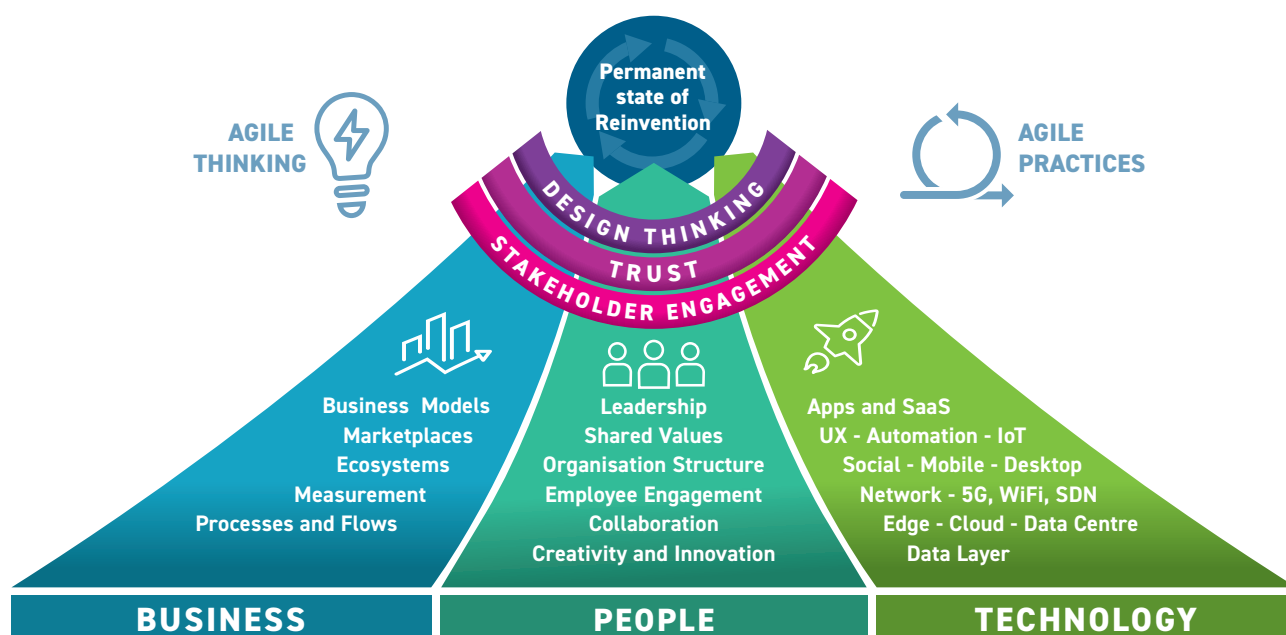 Permanent
state of
Reinvention
AGILE
THINKING
AGILE
PRACTICES
DESIGN THINKING
TRUST
STAKEHOLDER ENGAGEMENT
Business Models
Marketplaces
Ecosystems
Measurement
Processes and Flows
Leadership
Shared Values
Organisation Structure
Employee Engagement
Collaboration
Creativity and Innovation
Apps and SaaS
UX - Automation - IoT
Social - Mobile - Desktop
Network - 5G, WiFi, SDN
Edge - Cloud - Data Centre
Data Layer
BUSINESS
PEOPLE
TECHNOLOGY